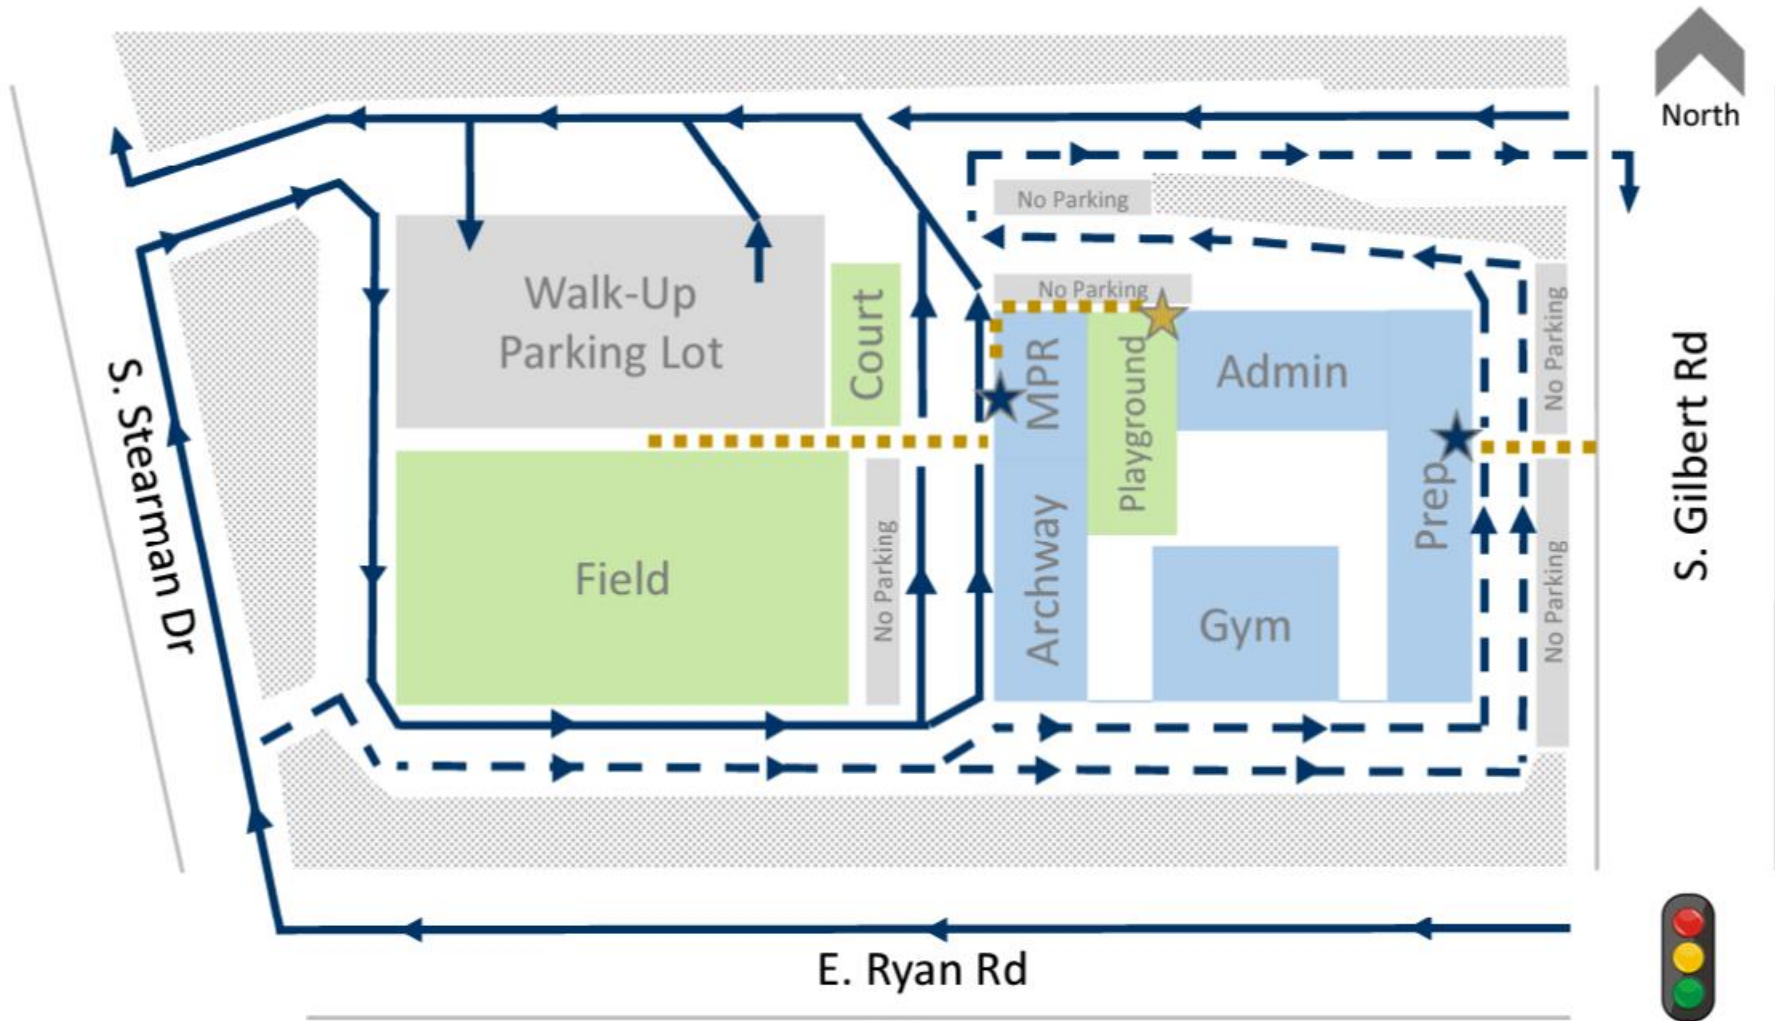 North
No Parking
No Parking
Walk-Up
Parking Lot
Court
MPR
Playground
Admin
No Parking
S. Stearman Dr
S. Gilbert Rd
Prep
Field
No Parking
Archway
Gym
No Parking
E. Ryan Rd